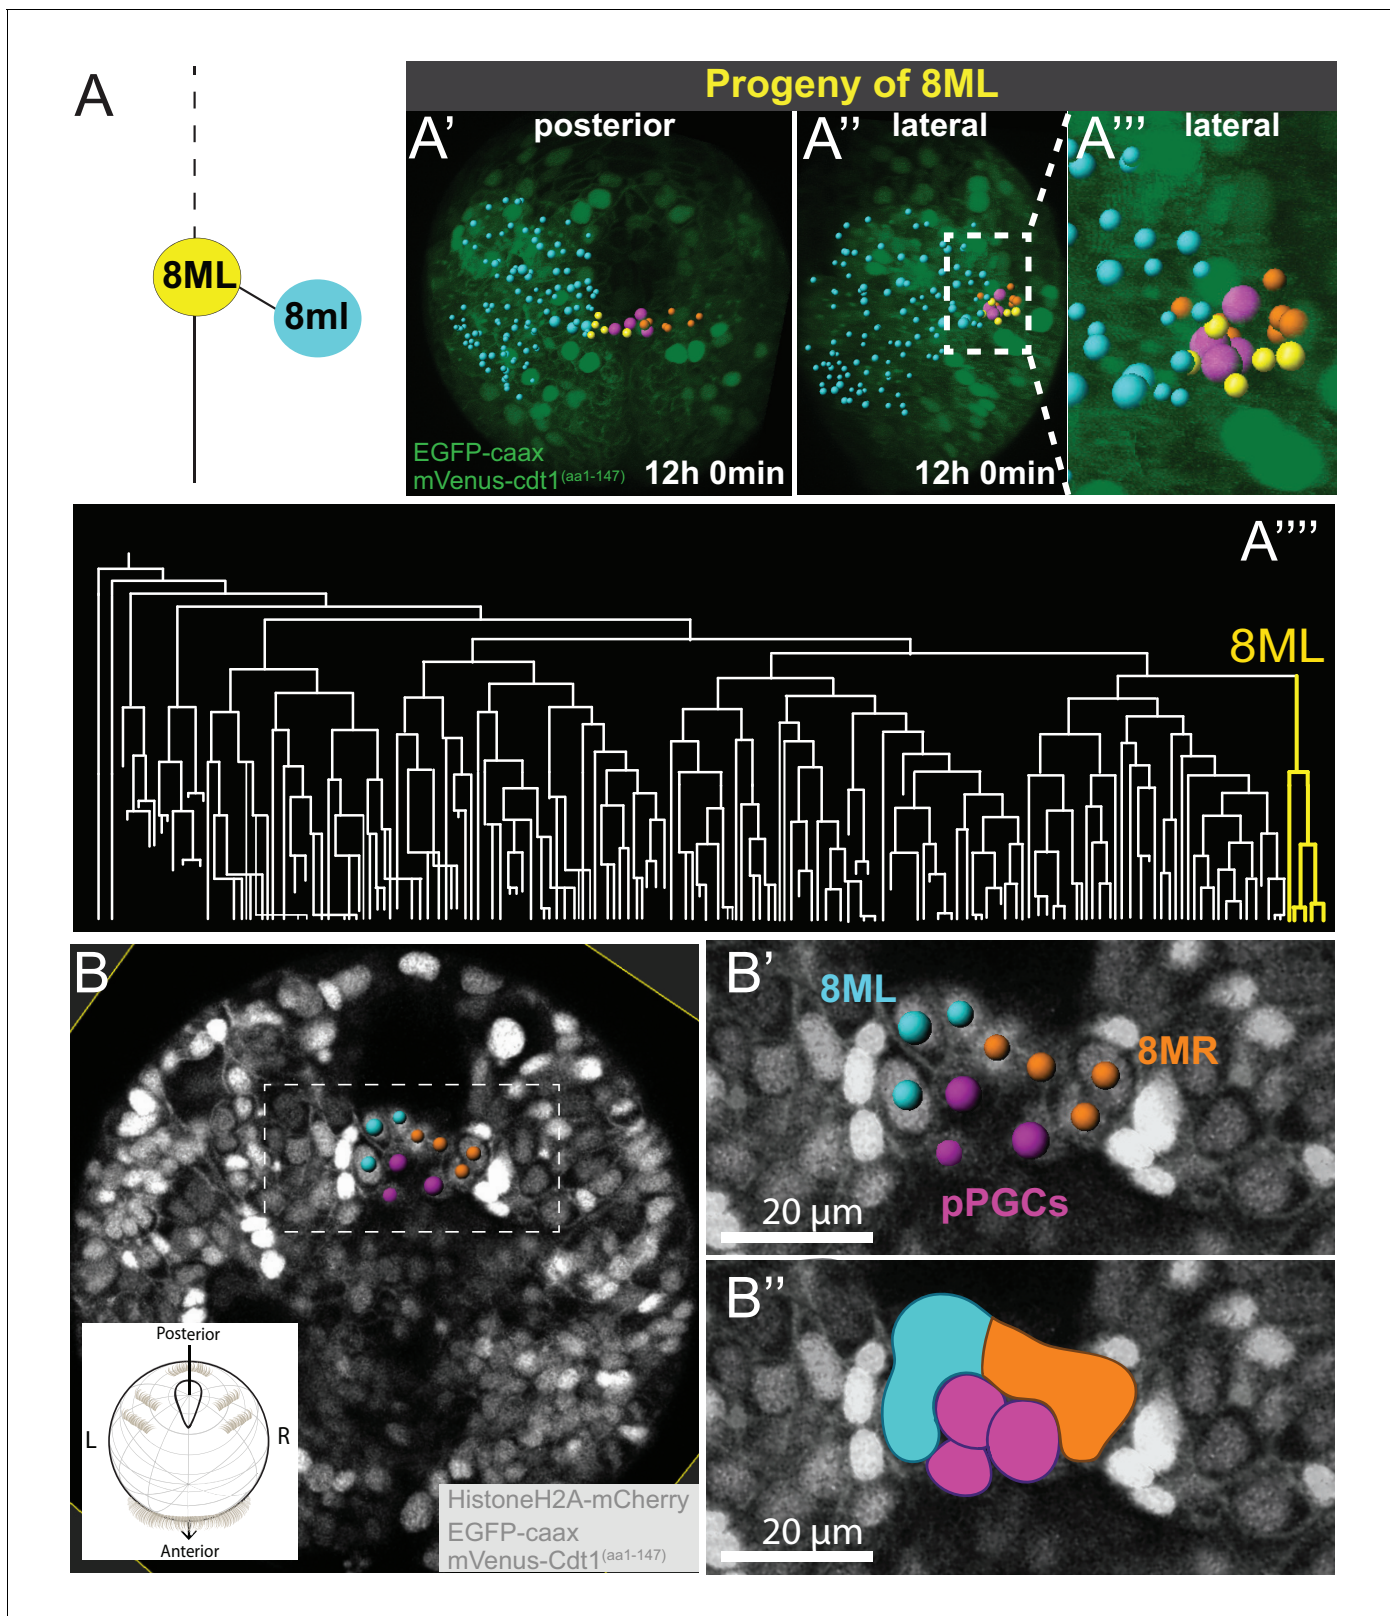 A
8ML
8ml
Progeny of 8ML
A’ posterior
A’’ lateral
A’’’ lateral
EGFP-caax
mVenus-cdt1(aa1-147)
12h 0min
12h 0min
A’’’’
8ML
B
Posterior
L
R
Anterior
HistoneH2A-mCherry
EGFP-caax
mVenus-Cdt1(aa1-147)
B’
8ML
8MR
pPGCs
20 µm
B’’
20 µm